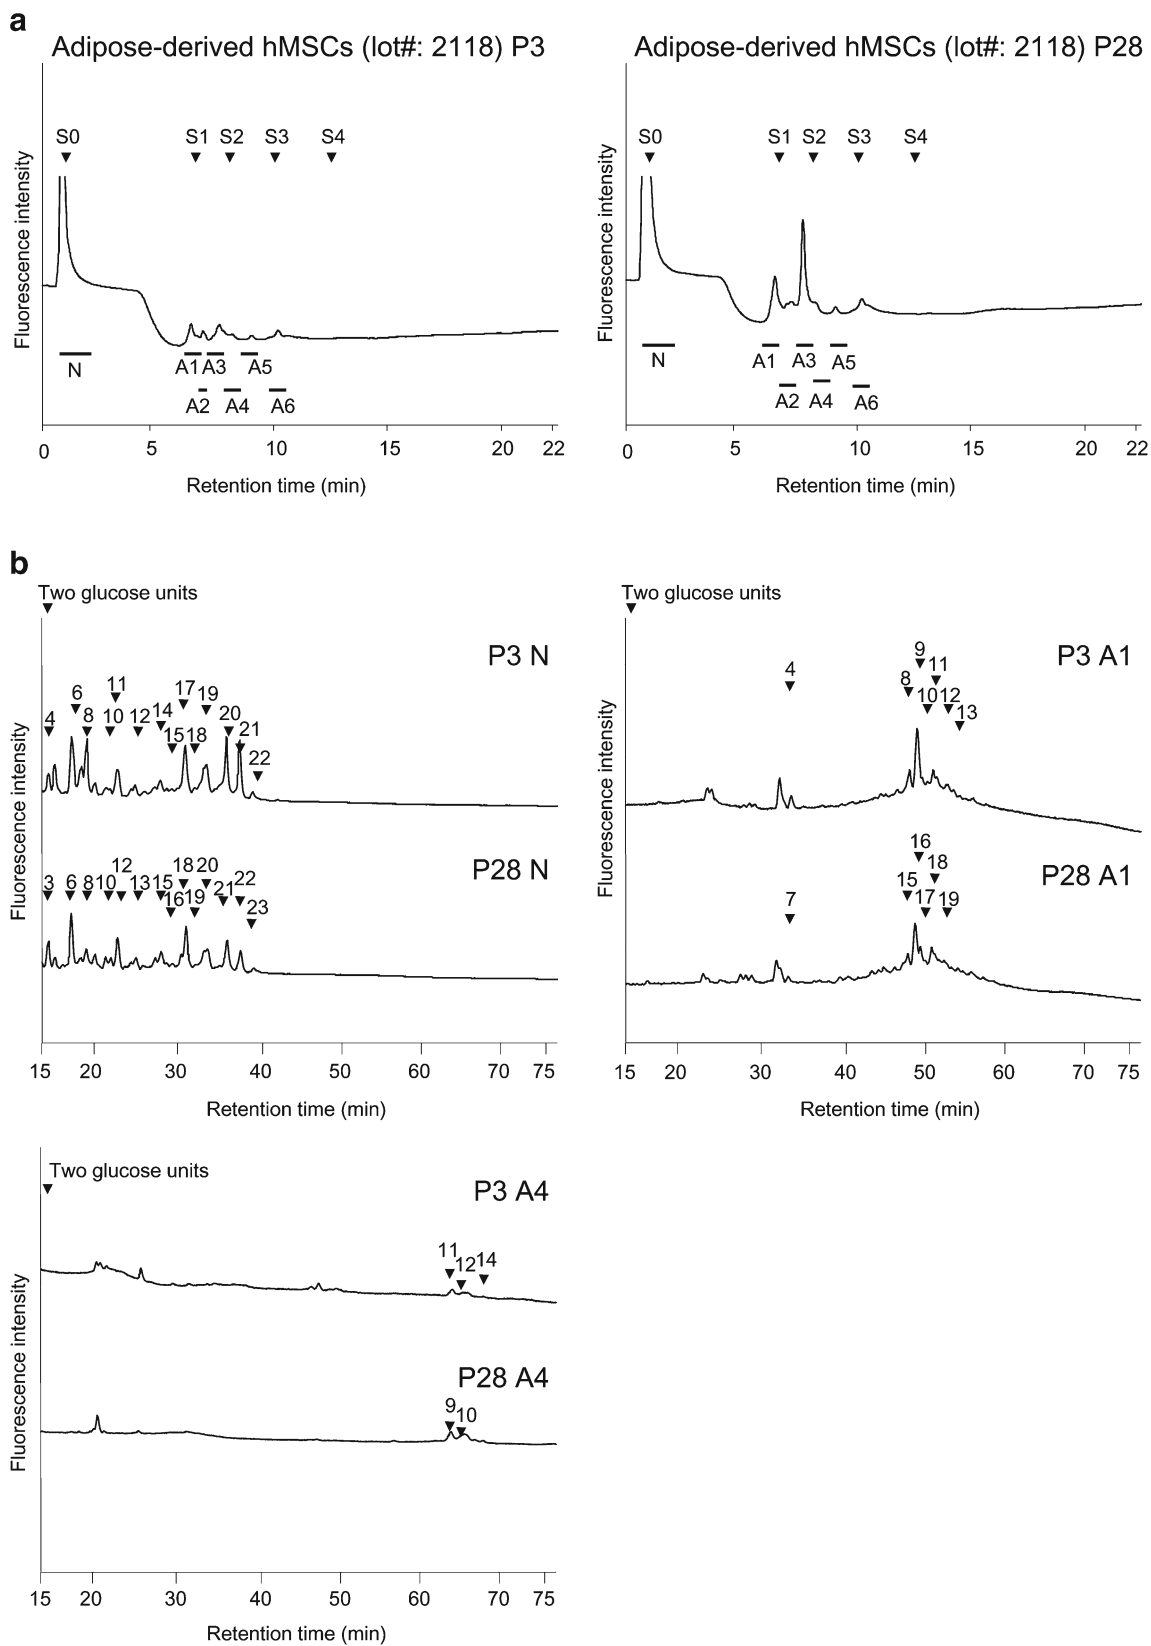 a
Adipose-derived hMSCs (lot#: 2118) P3
Fluorescence intensity
S0 S1 S2 S3 S4
N A1 A3 A5
A2 A4 A6
0 5 10 15 20 22
Retention time (min)
Adipose-derived hMSCs (lot#: 2118) P28
Fluorescence intensity
S0 S1 S2 S3 S4
N A1 A3 A5
A2 A4 A6
0 5 10 15 20 22
Retention time (min)
b
Two glucose units
P3 N
Fluorescence intensity
4 6 8 10 11 12 14 15 17 18 19 20 21 22
P28 N
3 6 8 10 12 13 15 16 18 19 20 21 22 23
15 20 30 40 50 60 70 75
Retention time (min)
Two glucose units
P3 A1
Fluorescence intensity
4 8 9 10 11 12 13
P28 A1
7 15 16 17 18 19
15 20 30 40 50 60 70 75
Retention time (min)
Two glucose units
P3 A4
Fluorescence intensity
11 12 14
P28 A4
9 10
15 20 30 40 50 60 70 75
Retention time (min)